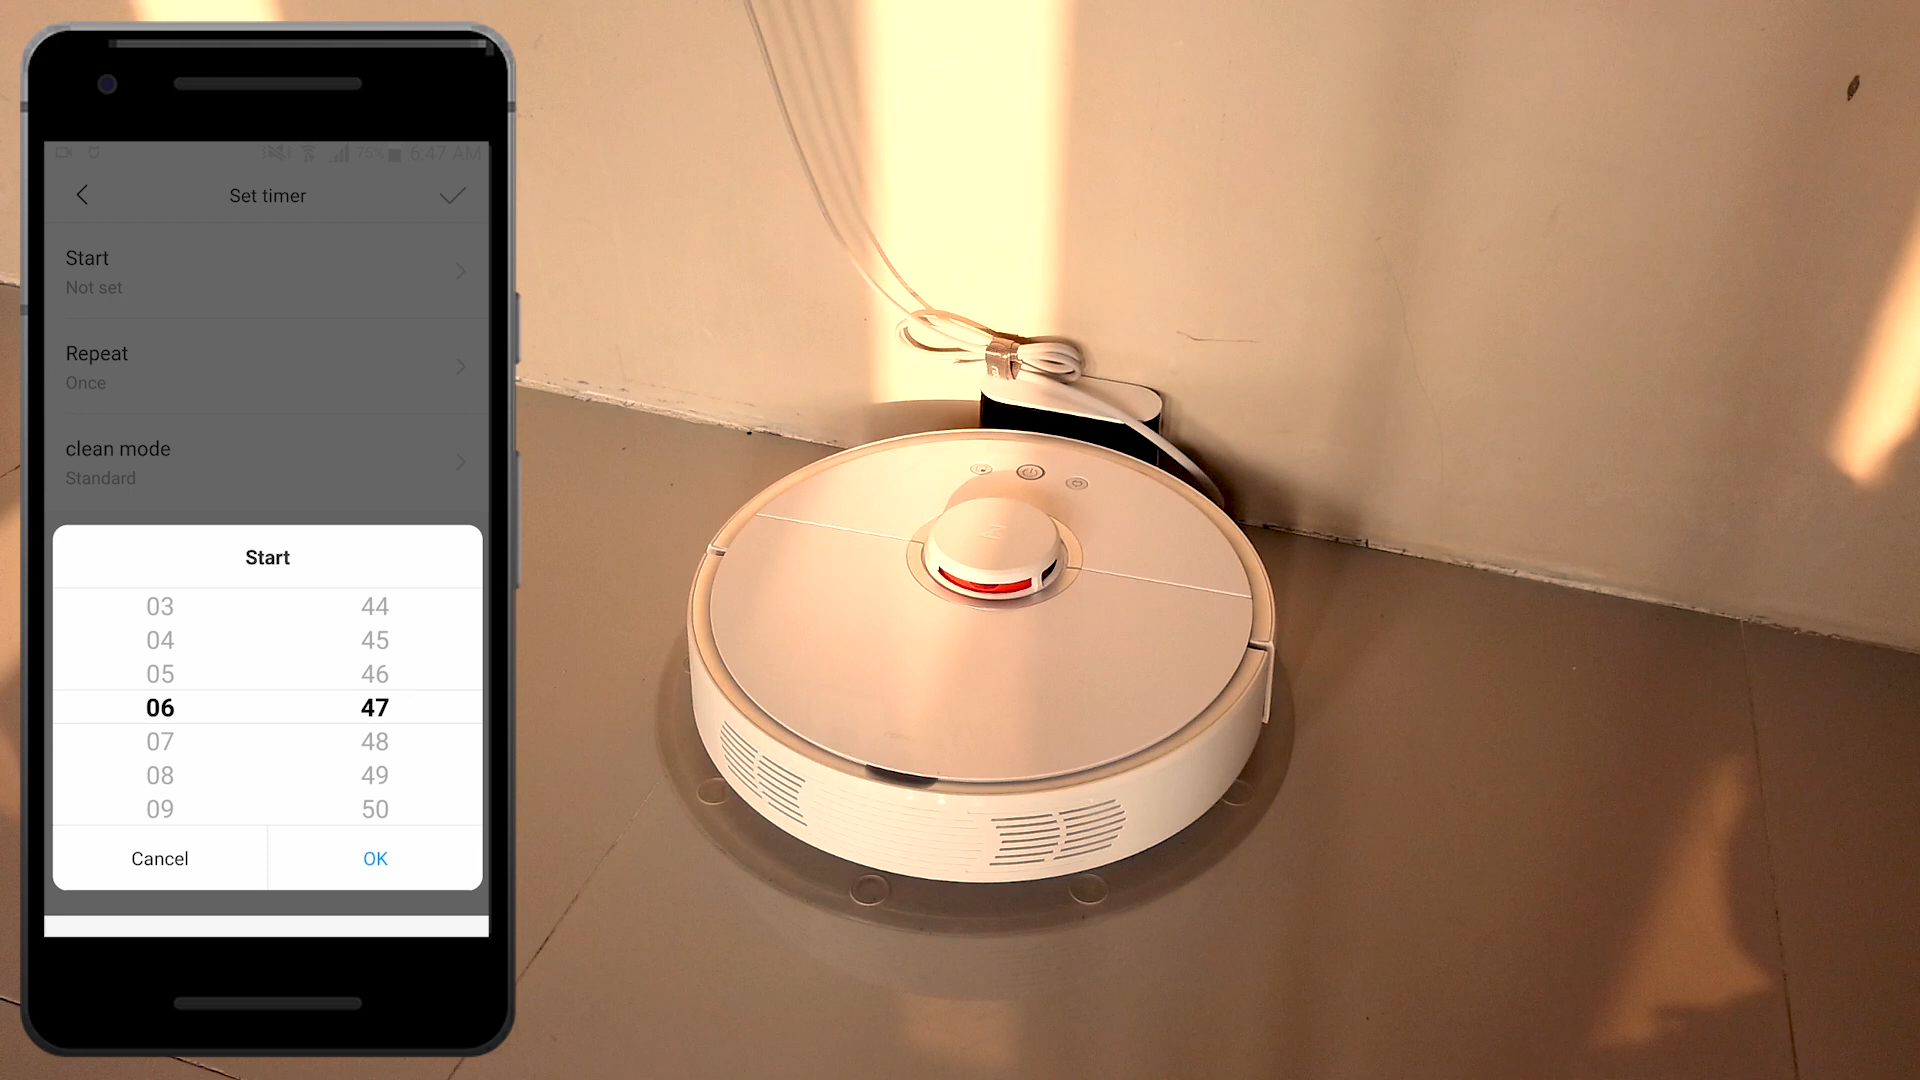 75% 6:47 AM
Set timer
Start
Not set
Repeat
Once
clean mode
Standard
Start
03 44
04 45
05 46
06 47
07 48
08 49
09 50
Cancel OK